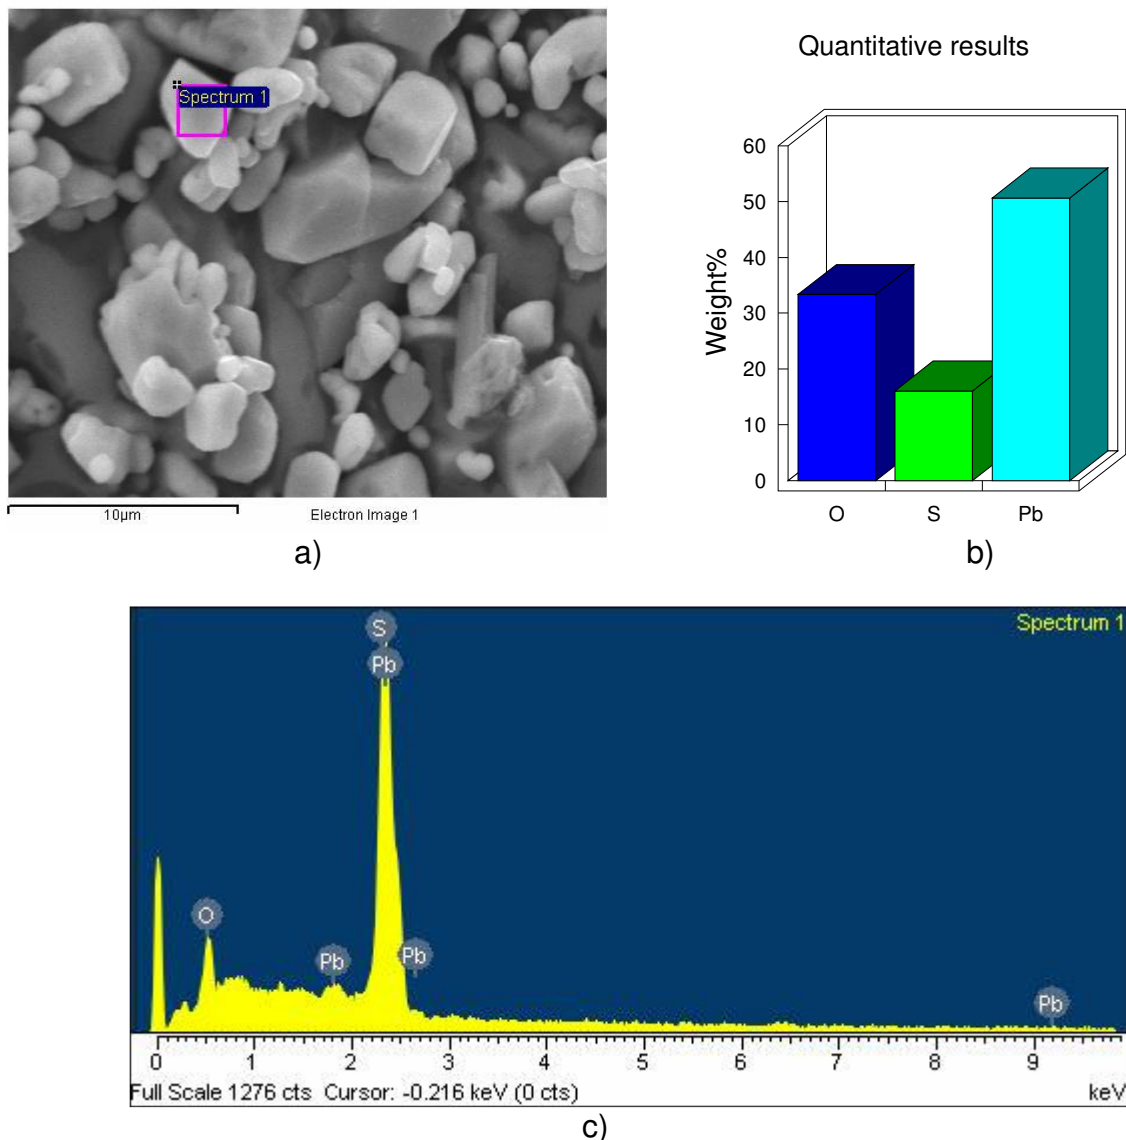 Spectrum 1
10µm
Electron Image 1
a)
Quantitative results
Weight%
60
50
40
30
20
10
0
O
S
Pb
b)
Spectrum 1
S
Pb
O
Pb
Pb
Pb
0 1 2 3 4 5 6 7 8 9
Full Scale 1276 cts Cursor: -0.216 keV (0 cts)
keV
c)